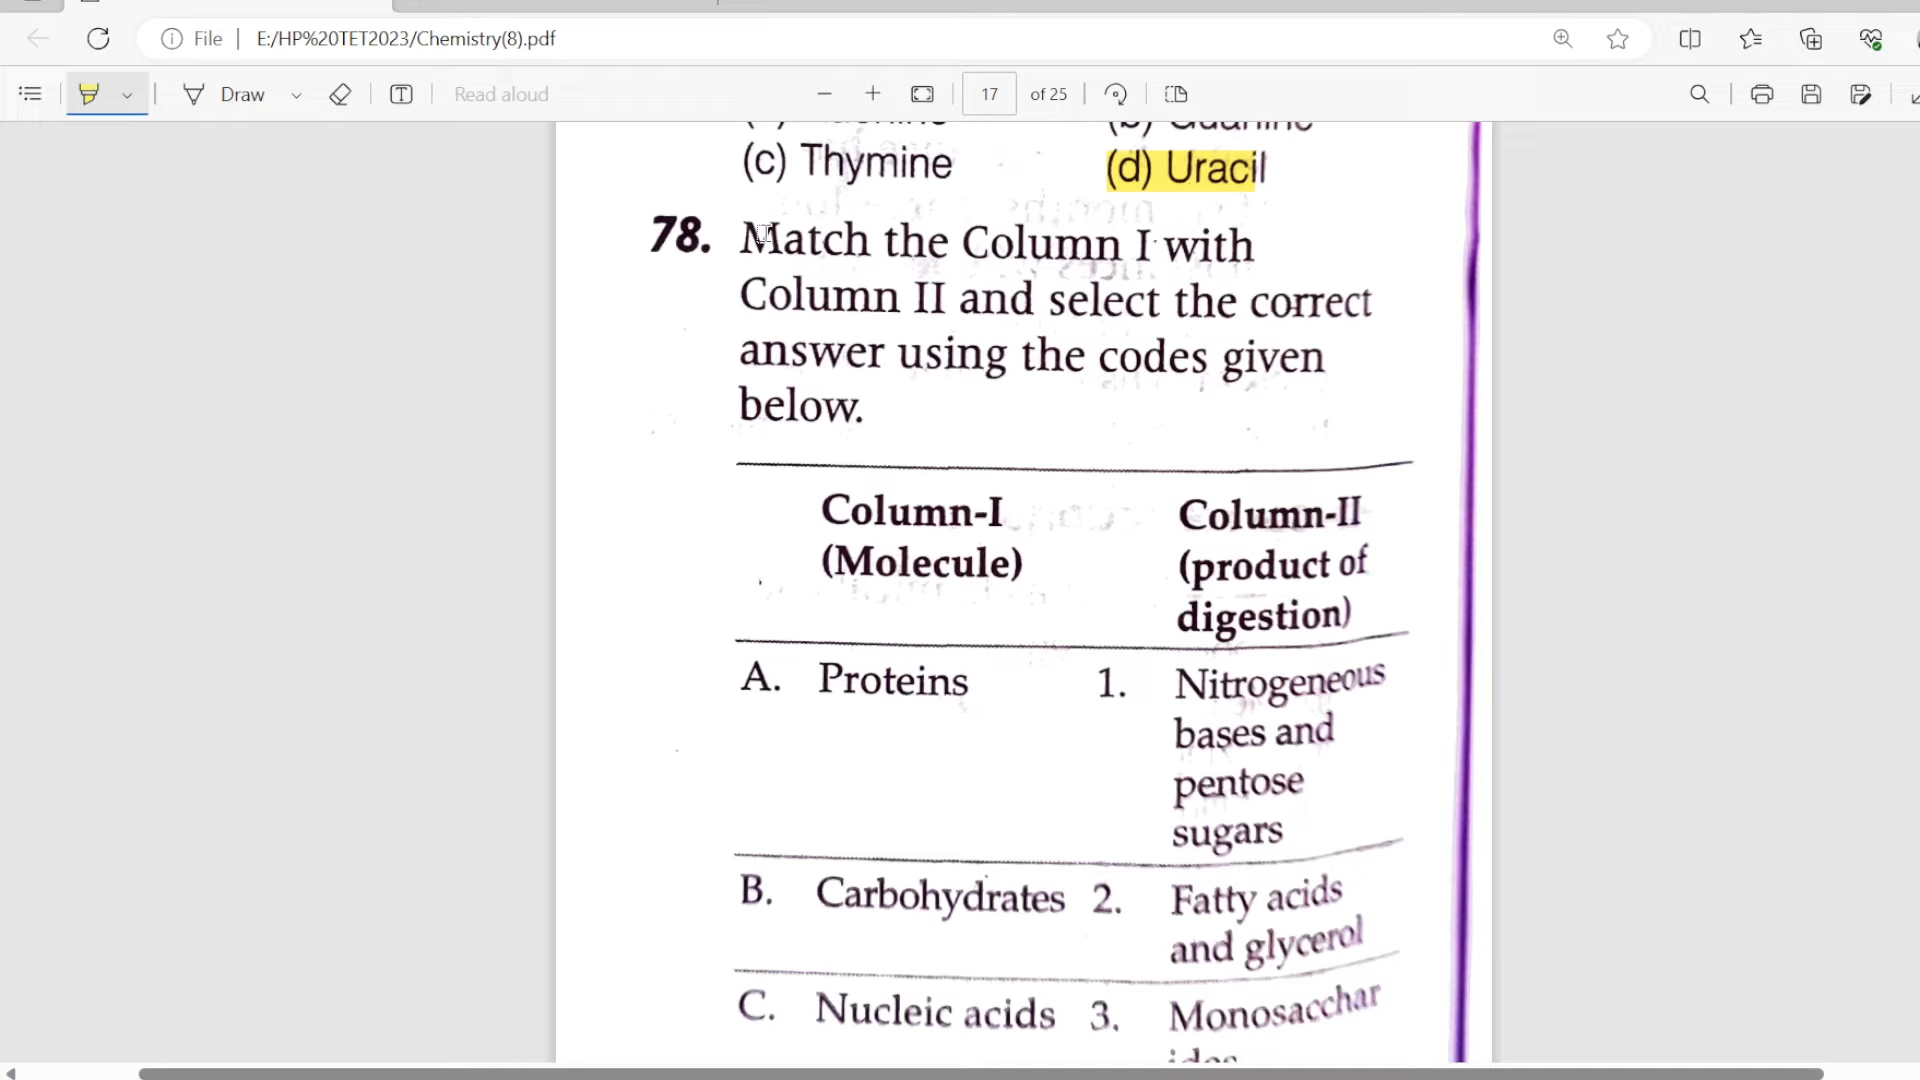 File
E:/HP%20TET2023/Chemistry(8).pdf
Draw
Read aloud
17 of 25
(b) Guanine
(c) Thymine (d) Uracil
78. Match the Column I with
Column II and select the correct
answer using the codes given
below.
Column-I Column-II
(Molecule) (product of
digestion)
A. Proteins 1. Nitrogeneous
bases and
pentose
sugars
B. Carbohydrates 2. Fatty acids
and glycerol
C. Nucleic acids 3. Monosacchar
ides